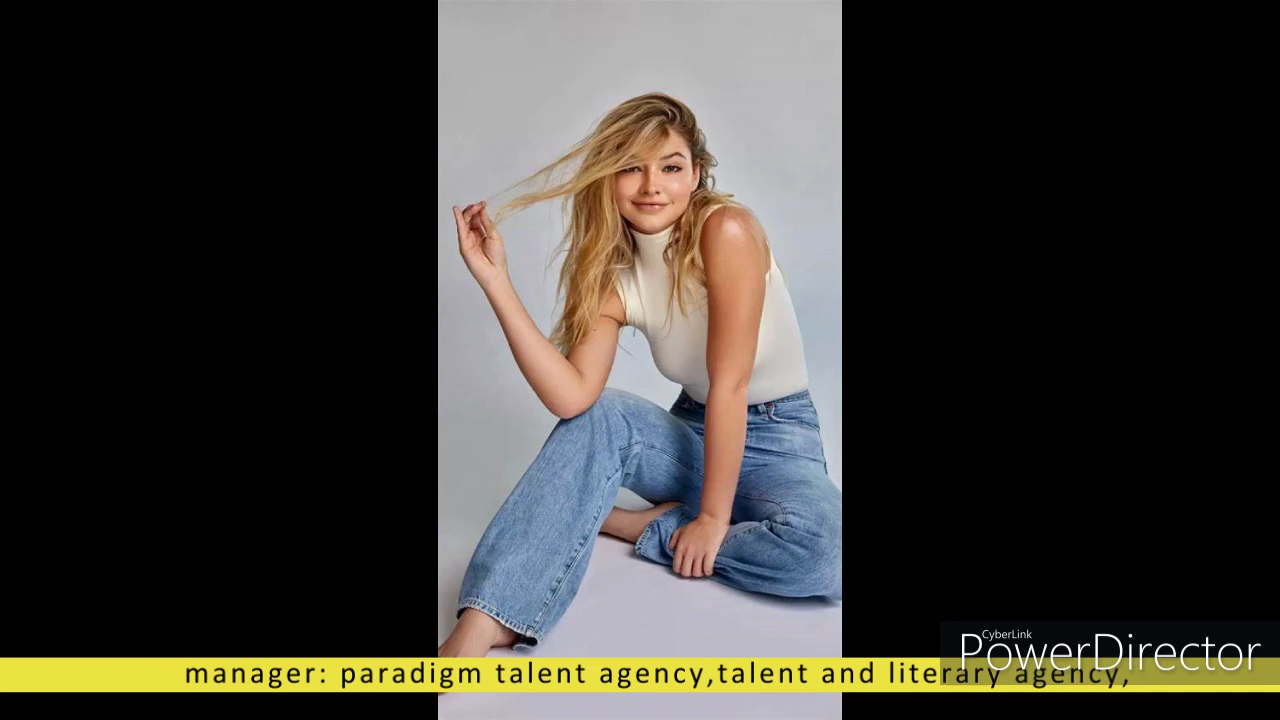 CyberLink
PowerDirector
manager: paradigm talent agency,talent and literary agency,